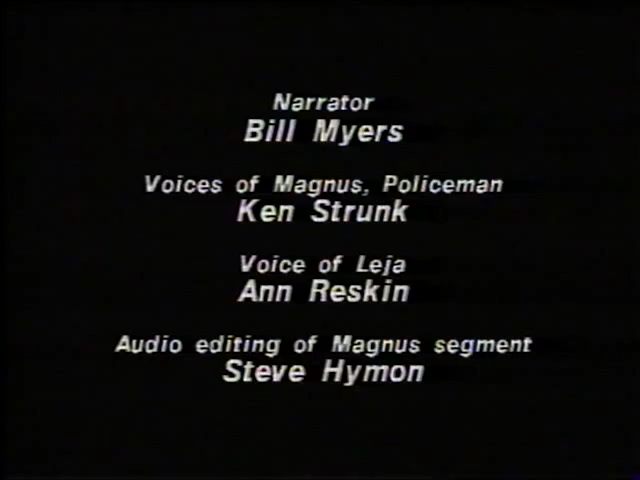 Narrator
Bill Myers
Voices of Magnus, Policeman
Ken Strunk
Voice of Leja
Ann Reskin
Audio editing of Magnus segment
Steve Hymon